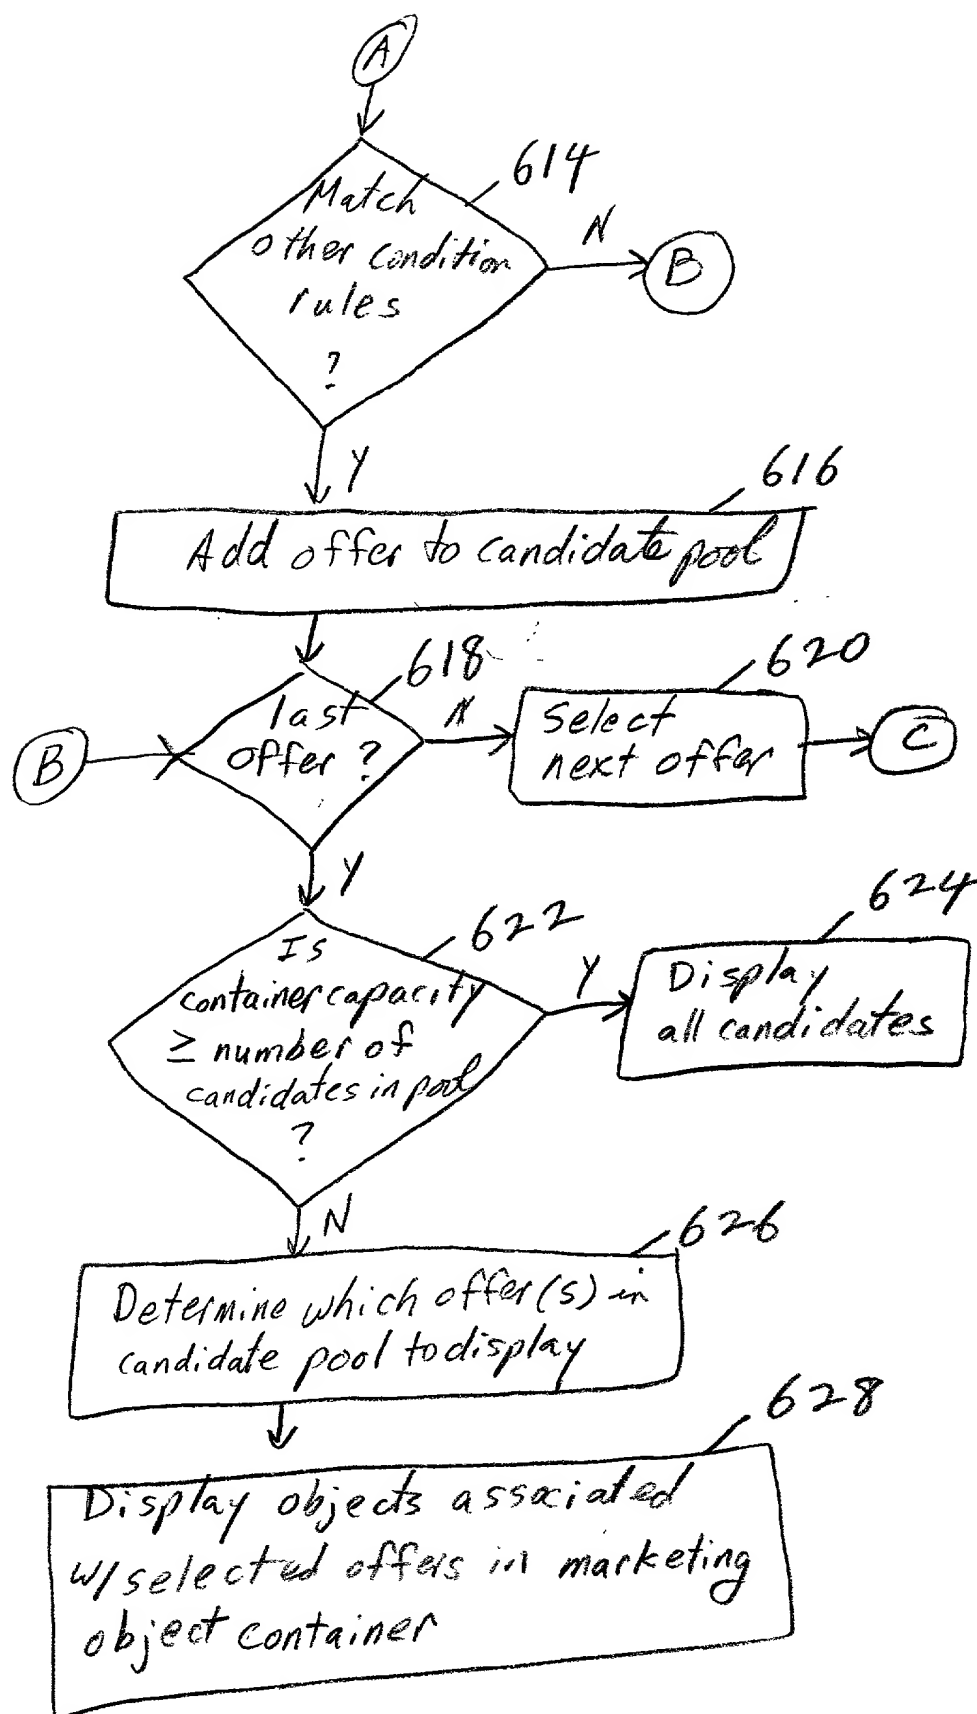 A
614
Match
other condition
rules
?
N
B
Y
616
Add offer to candidate pool
618
last
offer ?
B
N
620
Select
next offer
C
Y
622
Is
container capacity
≥ number of
candidates in pool
?
Y
624
Display
all candidates
N
626
Determine which offer(s) in
candidate pool to display
628
Display objects associated
w/ selected offers in marketing
object container